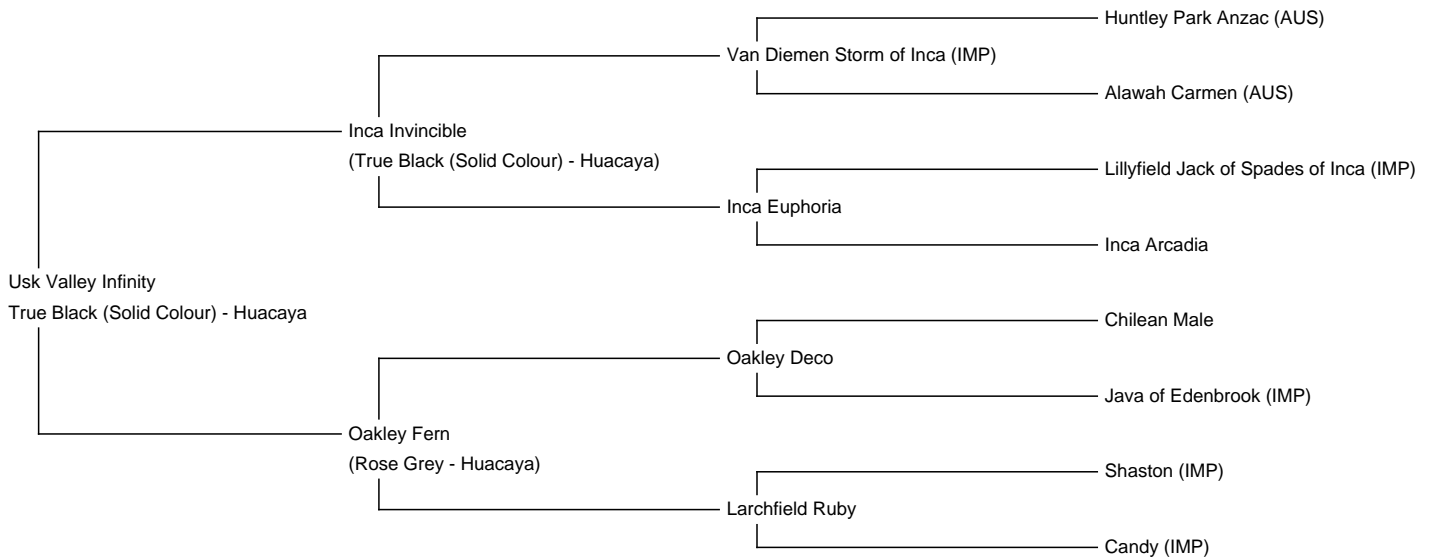 Huntley Park Anzac (AUS)
Van Diemen Storm of Inca (IMP)
Alawah Carmen (AUS)
Inca Invincible
(True Black (Solid Colour) - Huacaya)
Lillyfield Jack of Spades of Inca (IMP)
Inca Euphoria
Inca Arcadia
Usk Valley Infinity
True Black (Solid Colour) - Huacaya
Chilean Male
Oakley Deco
Java of Edenbrook (IMP)
Oakley Fern
(Rose Grey - Huacaya)
Shaston (IMP)
Larchfield Ruby
Candy (IMP)